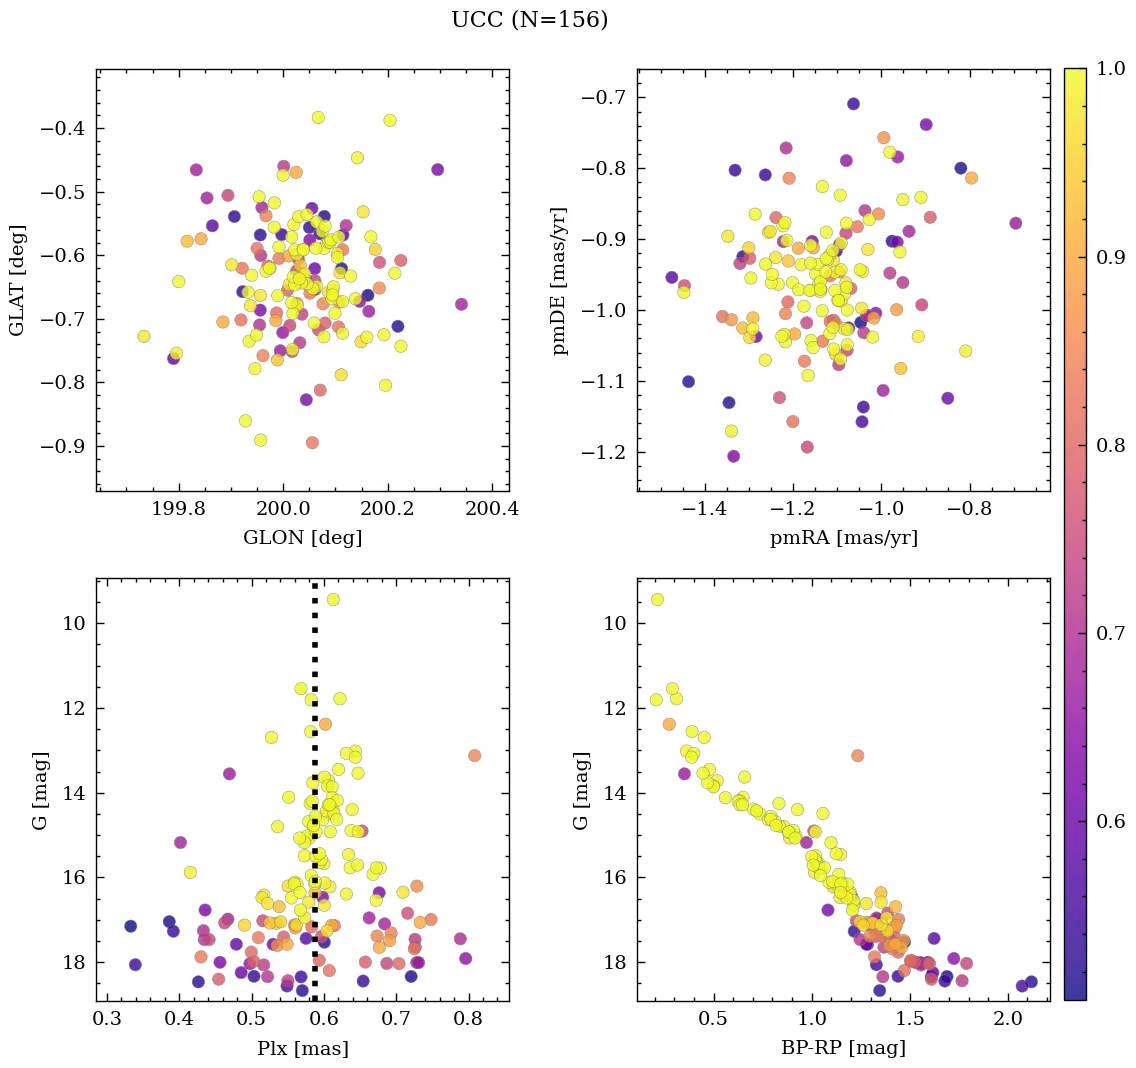 UCC (N=156)
−0.4
−0.5
−0.6
−0.7
−0.8
−0.9
GLAT [deg]
199.8 200.0 200.2 200.4
GLON [deg]
−0.7
−0.8
−0.9
−1.0
−1.1
−1.2
pmDE [mas/yr]
−1.4 −1.2 −1.0 −0.8
pmRA [mas/yr]
1.0
0.9
0.8
0.7
0.6
10
12
14
16
18
G [mag]
0.3 0.4 0.5 0.6 0.7 0.8
Plx [mas]
10
12
14
16
18
G [mag]
0.5 1.0 1.5 2.0
BP-RP [mag]